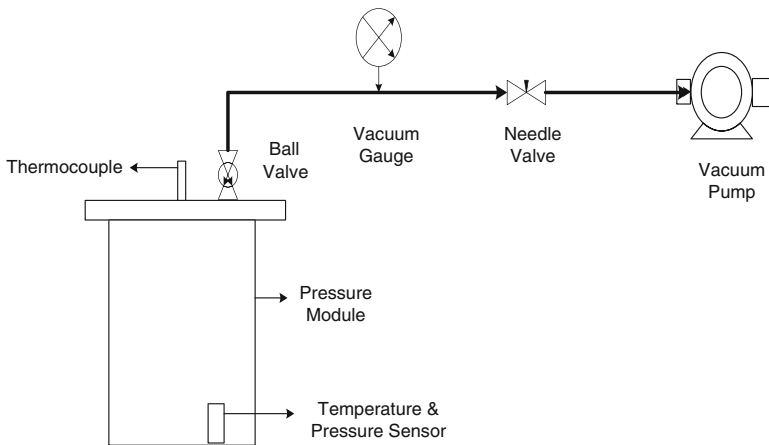 Thermocouple
Ball
Valve
Vacuum
Gauge
Needle
Valve
Vacuum
Pump
Pressure
Module
Temperature &
Pressure Sensor